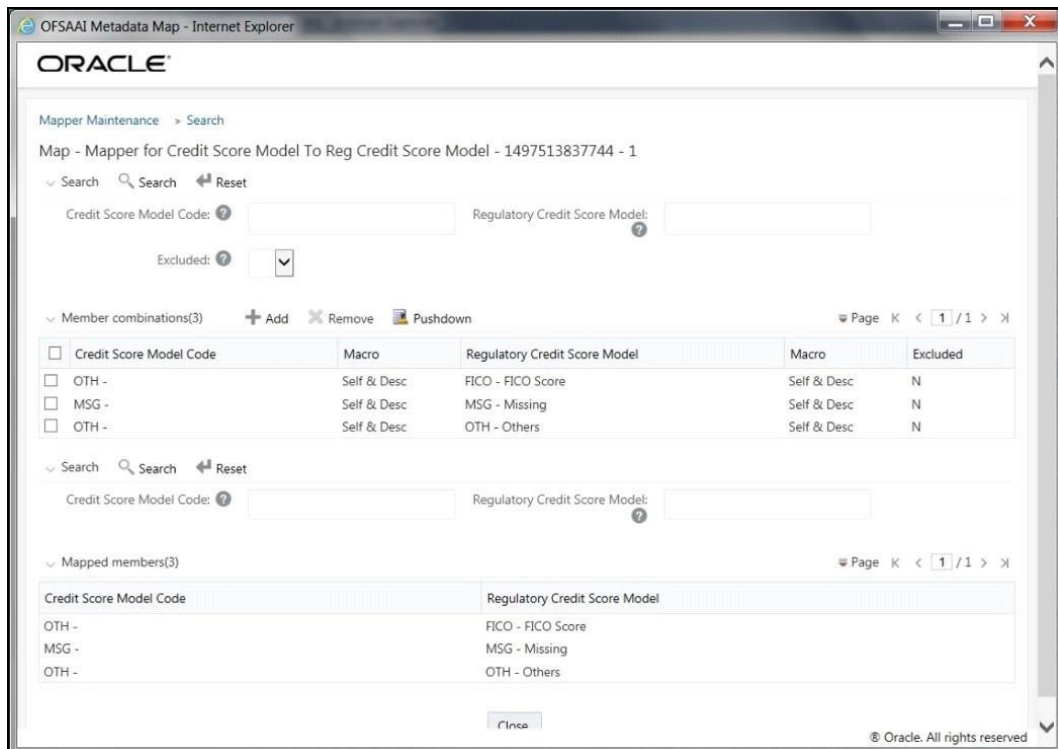 OFSAAI Metadata Map - Internet Explorer
ORACLE
Mapper Maintenance > Search
Map - Mapper for Credit Score Model To Reg Credit Score Model - 1497513837744 - 1
Search Search Reset
Credit Score Model Code: ? Regulatory Credit Score Model: ?
Excluded: ?
Member combinations(3) Add Remove Pushdown Page 1 / 1
Credit Score Model Code Macro Regulatory Credit Score Model Macro Excluded
OTH - Self & Desc FICO - FICO Score Self & Desc N
MSG - Self & Desc MSG - Missing Self & Desc N
OTH - Self & Desc OTH - Others Self & Desc N
Search Search Reset
Credit Score Model Code: ? Regulatory Credit Score Model: ?
Mapped members(3) Page 1 / 1
Credit Score Model Code Regulatory Credit Score Model
OTH - FICO - FICO Score
MSG - MSG - Missing
OTH - OTH - Others
Close
® Oracle. All rights reserved